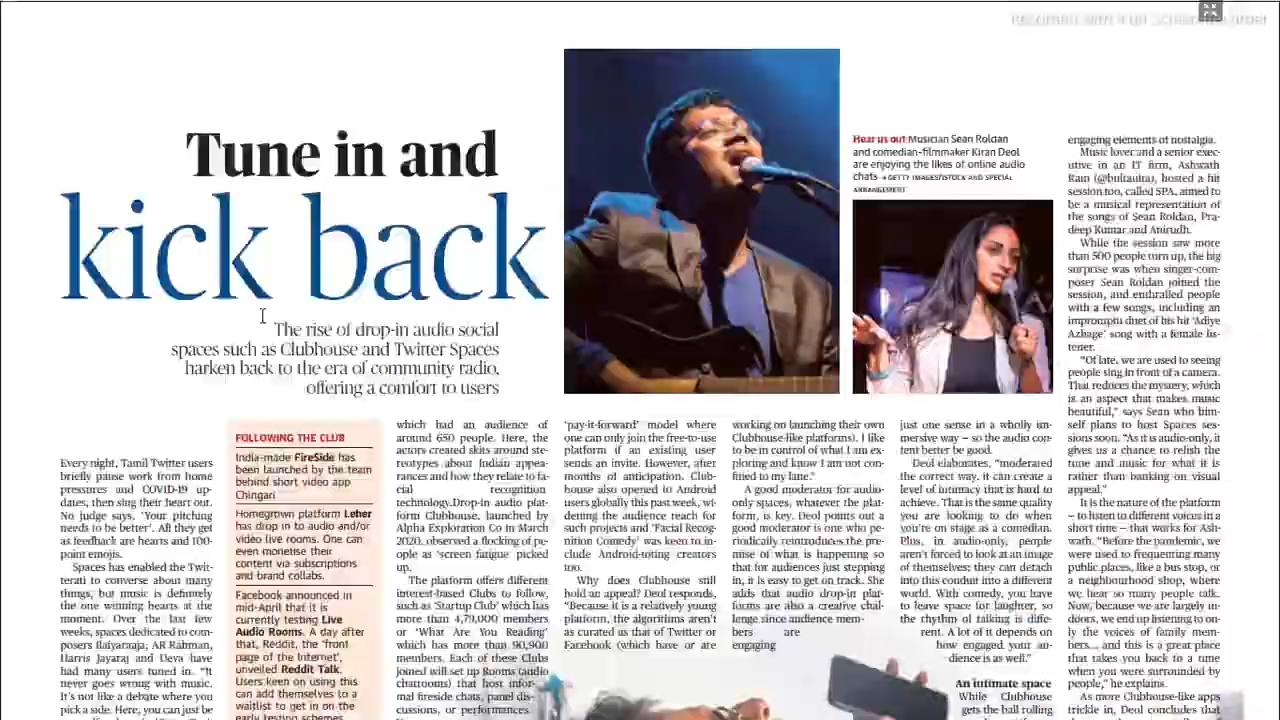 Tune in and
kick back
The rise of drop-in audio social
spaces such as Clubhouse and Twitter Spaces
harken back to the era of community radio,
offering a comfort to users
Hear us out Musician Sean Roldan
and comedian-filmmaker Kiran Deol
are enjoying the likes of online audio
chats. • GETTY IMAGES/ISTOCK AND SPECIAL
ARRANGEMENT
Every night, Tamil Twitter users
briefly pause work from home
pressures and COVID-19 up-
dates, then sing their heart out.
No judge says, 'Your pitching
needs to be better'. All they get
as feedback are hearts and 100-
point emojis.
Spaces has enabled the Twit-
terati to converse about many
things, but music is definitely
the one winning hearts at the
moment. Over the last few
weeks, spaces dedicated to com-
posers Ilaiyaraaja, AR Rahman,
Harris Jayaraj and Deva have
had many users tuned in. "It
never goes wrong with music.
It's not like a debate where you
pick a side. Here, you can just be
FOLLOWING THE CLUB
India-made FireSide has
been launched by the team
behind short video app
Chingari
Homegrown platform Leher
has drop in to audio and/or
video live rooms. One can
even monetise their
content via subscriptions
and brand collabs.
Facebook announced in
mid-April that it is
currently testing Live
Audio Rooms. A day after
that, Reddit, the 'front
page of the Internet',
unveiled Reddit Talk.
Users keen on using this
can add themselves to a
waitlist to get in on the
early testing schemes
which had an audience of
around 650 people. Here, the
actors created skits around ste-
reotypes about Indian appea-
rances and how they relate to fa-
cial recognition
technology.Drop-in audio plat-
form Clubhouse, launched by
Alpha Exploration Co in March
2020, observed a flocking of pe-
ople as 'screen fatigue' picked
up.
The platform offers different
interest-based Clubs to follow,
such as 'Startup Club' which has
more than 4,79,000 members
or 'What Are You Reading'
which has more than 90,900
members. Each of these Clubs
joined will set up Rooms (audio
chatrooms) that host infor-
mal fireside chats, panel dis-
cussions, or performances.
'pay-it-forward' model where
one can only join the free-to-use
platform if an existing user
sends an invite. However, after
months of anticipation, Club-
house also opened to Android
users globally this past week, wi-
dening the audience reach for
such projects and 'Facial Recog-
nition Comedy' was keen to in-
clude Android-toting creators
too.
Why does Clubhouse still
hold an appeal? Deol responds,
"Because it is a relatively young
platform, the algorithms aren't
as curated as that of Twitter or
Facebook (which have or are
working on launching their own
Clubhouse-like platforms). I like
to be in control of what I am ex-
ploring and know I am not con-
fined to my lane."
A good moderator for audio-
only spaces, whatever the plat-
form, is key. Deol points out a
good moderator is one who pe-
riodically reintroduces the pre-
mise of what is happening so
that for audiences just stepping
in, it is easy to get on track. She
adds that audio drop-in plat-
forms are also a creative chal-
lenge since audience mem-
bers are
engaging
just one sense in a wholly im-
mersive way – so the audio con-
tent better be good.
Deol elaborates, "moderated
the correct way, it can create a
level of intimacy that is hard to
achieve. That is the same quality
you are looking to do when
you're on stage as a comedian.
Plus, in audio-only, people
aren't forced to look at an image
of themselves; they can detach
into this conduit into a different
world. With comedy, you have
to leave space for laughter, so
the rhythm of talking is diffe-
rent. A lot of it depends on
how engaged your au-
dience is as well."
An intimate space
While Clubhouse
gets the ball rolling
engaging elements of nostalgia.
Music lover and a senior exec-
utive in an IT firm, Ashwath
Ram (@bultauita), hosted a hit
session too, called SPA, aimed to
be a musical representation of
the songs of Sean Roldan, Pra-
deep Kumar and Anirudh.
While the session saw more
than 500 people turn up, the big
surprise was when singer-com-
poser Sean Roldan joined the
session, and enthralled people
with a few songs, including an
impromptu duet of his hit 'Adiye
Azhage' song with a female lis-
tener.
"Of late, we are used to seeing
people sing in front of a camera.
That reduces the mystery, which
is an aspect that makes music
beautiful," says Sean who him-
self plans to host Spaces ses-
sions soon. "As it is audio-only, it
gives us a chance to relish the
tune and music for what it is
rather than banking on visual
appeal."
It is the nature of the platform
– to listen to different voices in a
short time – that works for Ash-
wath. "Before the pandemic, we
were used to frequenting many
public places, like a bus stop, or
a neighbourhood shop, where
we hear so many people talk.
Now, because we are largely in-
doors, we end up listening to on-
ly the voices of family mem-
bers... and this is a great place
that takes you back to a time
when you were surrounded by
people," he explains.
As more Clubhouse-like apps
trickle in, Deol concludes that